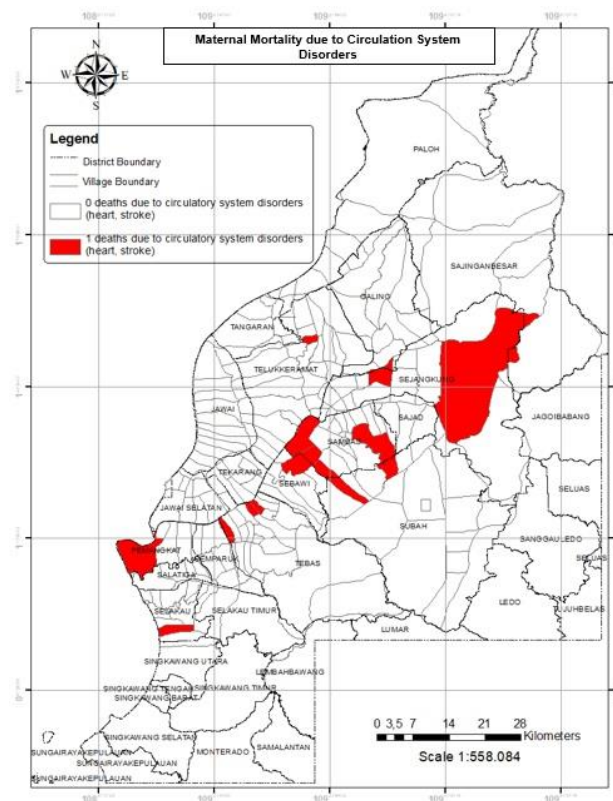 Maternal Mortality due to Circulation System
Disorders
N
W
E
S
Legend
District Boundary
Village Boundary
0 deaths due to circulatory system disorders
(heart, stroke)
1 deaths due to circulatory system disorders
(heart, stroke)
PALOH
SAJINGANBESAR
GALING
TANGARAN
TELUKKERAMAT
SEJANGKUNG
JAWAI
SAJAD
JAGOIBABANG
SAMBAS
TEKARANG
SEBAWI
SELUAS
JAWAI SELATAN
SUBAH
SANGGAULEDO
SELUAS
PEMANGKAT
SEMPARUK
TEBAS
SALATIGA
LEDO
TUJUHBELAS
SELAKAU
SELAKAU TIMUR
LUMAR
SINGKAWANG UTARA
LEMBAHBAWANG
SINGKAWANG TENGAH
SINGKAWANG TIMUR
SINGKAWANG BARAT
SINGKAWANG SELATAN
MONTERADO
SAMALANTAN
SUNGAIRAYAKEPULAUAN
SUNGAIRAYAKEPULAUAN
SUNGAIRAYAKEPULAUAN
0 3,5 7 14 21 28
Kilometers
Scale 1:558.084